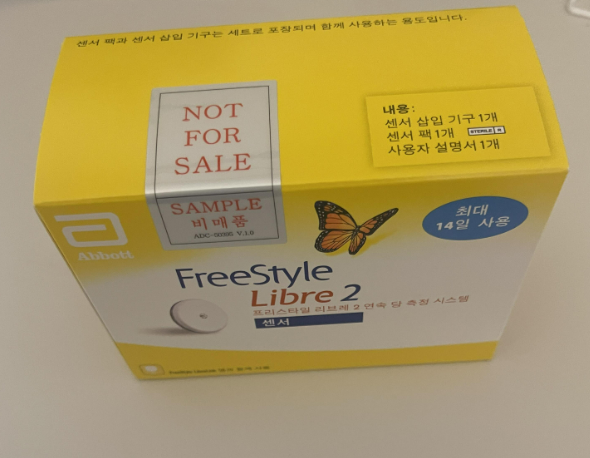 센서 팩과 센서 삽입 기구는 세트로 포장되며 함께 사용하는 용도입니다.
NOT
FOR
SALE
내용:
센서 삽입 기구 1개
센서 팩 1개 STERILE R
사용자 설명서 1개
SAMPLE
비매품
V.1.0
최대
14일 사용
Abbott
FreeStyle
Libre 2
프리스타일 리브레 2 연속 당 측정 시스템
센서